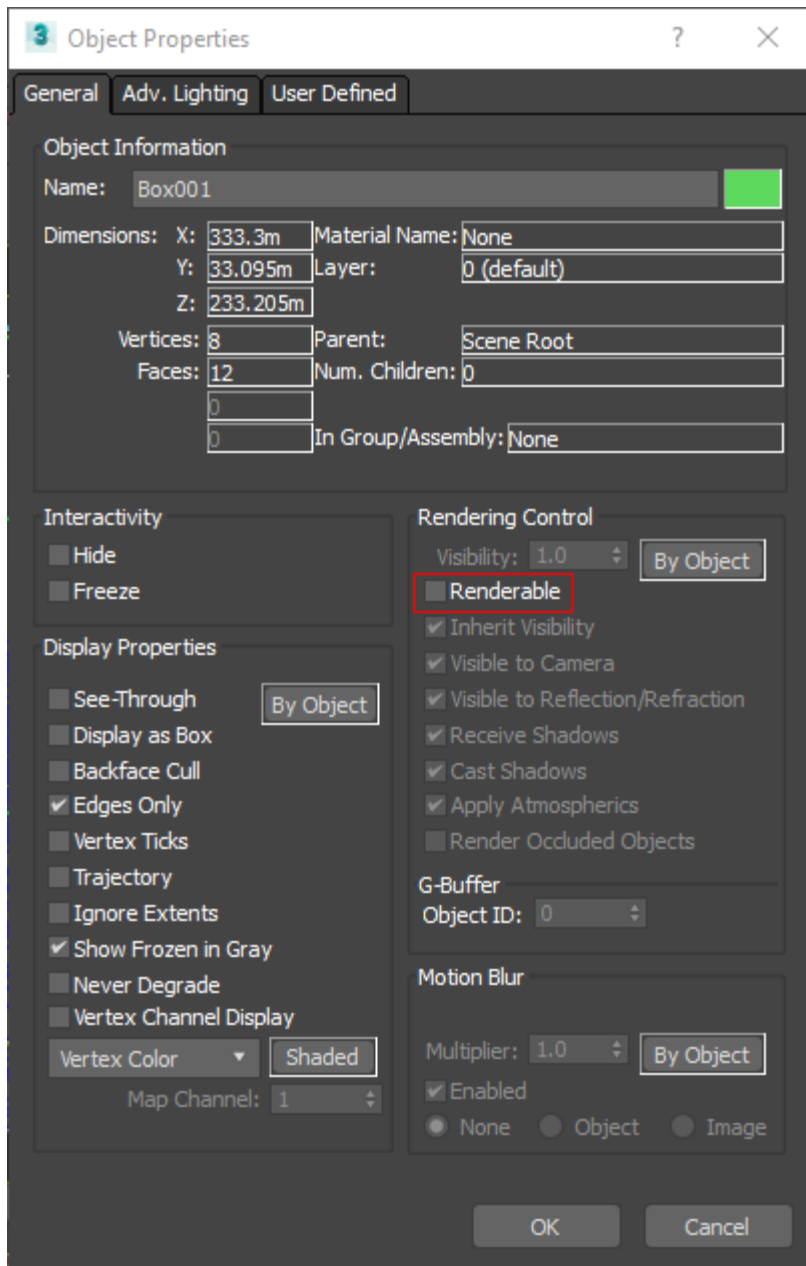 3 Object Properties ?
General Adv. Lighting User Defined
Object Information
Name: Box001
Dimensions: X: 333.3m Material Name: None
Y: 33.095m Layer: 0 (default)
Z: 233.205m
Vertices: 8 Parent: Scene Root
Faces: 12 Num. Children: 0
0
0 In Group/Assembly: None
Interactivity
Hide
Freeze
Display Properties
See-Through By Object
Display as Box
Backface Cull
Edges Only
Vertex Ticks
Trajectory
Ignore Extents
Show Frozen in Gray
Never Degrade
Vertex Channel Display
Vertex Color Shaded
Map Channel: 1
Rendering Control
Visibility: 1.0 By Object
Renderable
Inherit Visibility
Visible to Camera
Visible to Reflection/Refraction
Receive Shadows
Cast Shadows
Apply Atmospherics
Render Occluded Objects
G-Buffer
Object ID: 0
Motion Blur
Multiplier: 1.0 By Object
Enabled
None Object Image
OK Cancel